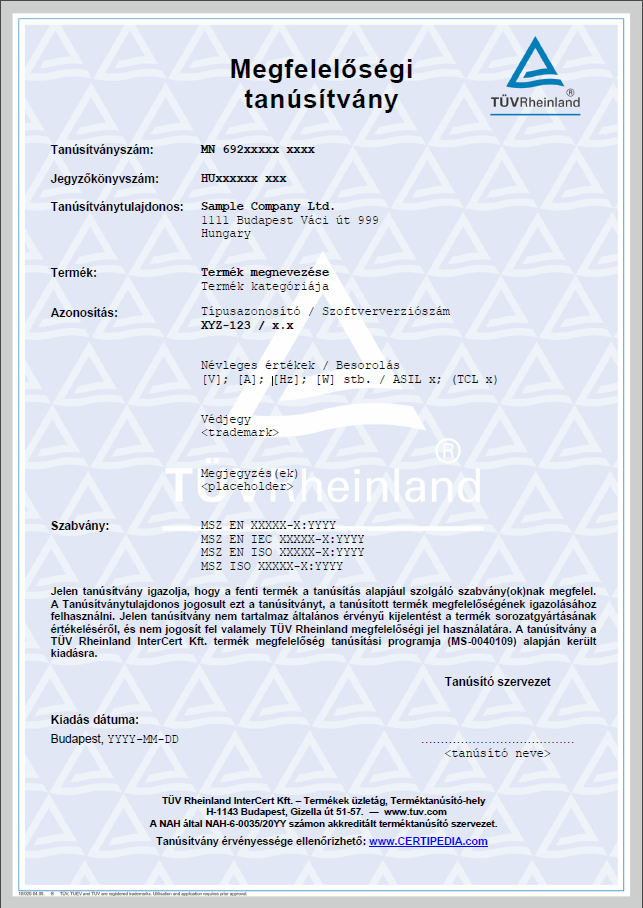 Megfelelőségi
tanúsítvány
TÜVRheinland®
Tanúsítványszám: MN 692xxxxx xxxx
Jegyzőkönyvszám: HUxxxxxx xxx
Tanúsítványtulajdonos: Sample Company Ltd.
1111 Budapest Váci út 999
Hungary
Termék: Termék megnevezése
Termék kategóriája
Azonosítás: Típusazonosító / Szoftververziószám
XYZ-123 / x.x
Névleges értékek / Besorolás
[V]; [A]; [Hz]; [W] stb. / ASIL x; (TCL x)
Védjegy
<trademark>
Megjegyzés(ek)
<placeholder>
TÜVRheinland®
Szabvány: MSZ EN XXXXX-X:YYYY
MSZ EN IEC XXXXX-X:YYYY
MSZ EN ISO XXXXX-X:YYYY
MSZ ISO XXXXX-X:YYYY
Jelen tanúsítvány igazolja, hogy a fenti termék a tanúsítás alapjául szolgáló szabvány(ok)nak megfelel.
A Tanúsítványtulajdonos jogosult ezt a tanúsítványt, a tanúsított termék megfelelőségének igazolásához
felhasználni. Jelen tanúsítvány nem tartalmaz általános érvényű kijelentést a termék sorozatgyártásának
értékeléséről, és nem jogosít fel valamely TÜV Rheinland megfelelőségi jel használatára. A tanúsítvány a
TÜV Rheinland InterCert Kft. termék megfelelőség tanúsítási programja (MS-0040109) alapján került
kiadásra.
Tanúsító szervezet
Kiadás dátuma:
Budapest, YYYY-MM-DD
<tanúsító neve>
TÜV Rheinland InterCert Kft. – Termékek üzletág, Terméktanúsító-hely
H-1143 Budapest, Gizella út 51-57. — www.tuv.com
A NAH által NAH-6-0035/20YY számon akkreditált terméktanúsító szervezet.
Tanúsítvány érvényessége ellenőrizhető: www.CERTIPEDIA.com
TÜV, TUEV and TUV are registered trademarks. Utilisation and application requires prior approval.